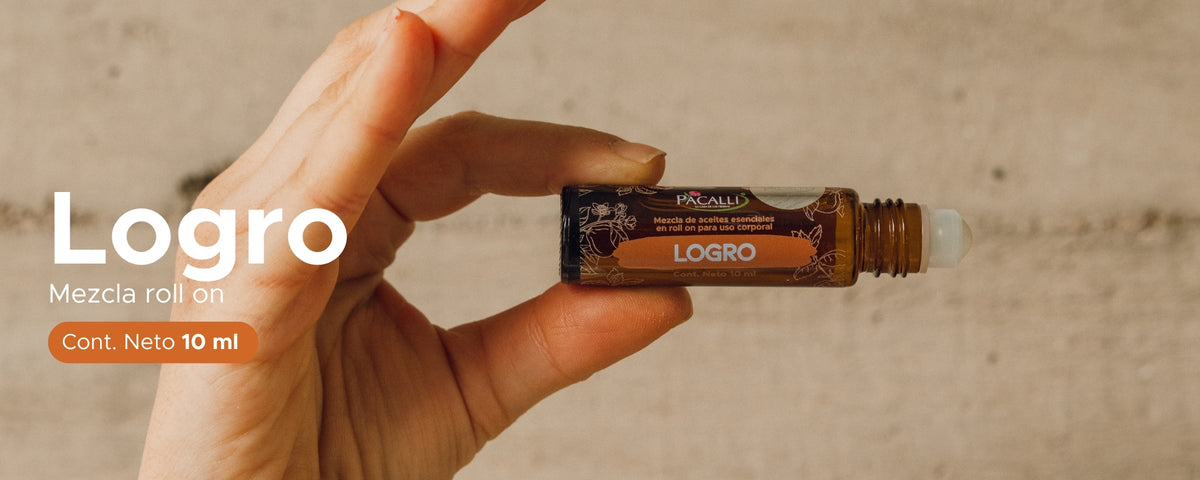 Logro
Mezcla roll on
Cont. Neto 10 ml
PACALLI
Mezcla de aceites esenciales
en roll on para uso corporal
LOGRO
Cont. Neto 10 ml